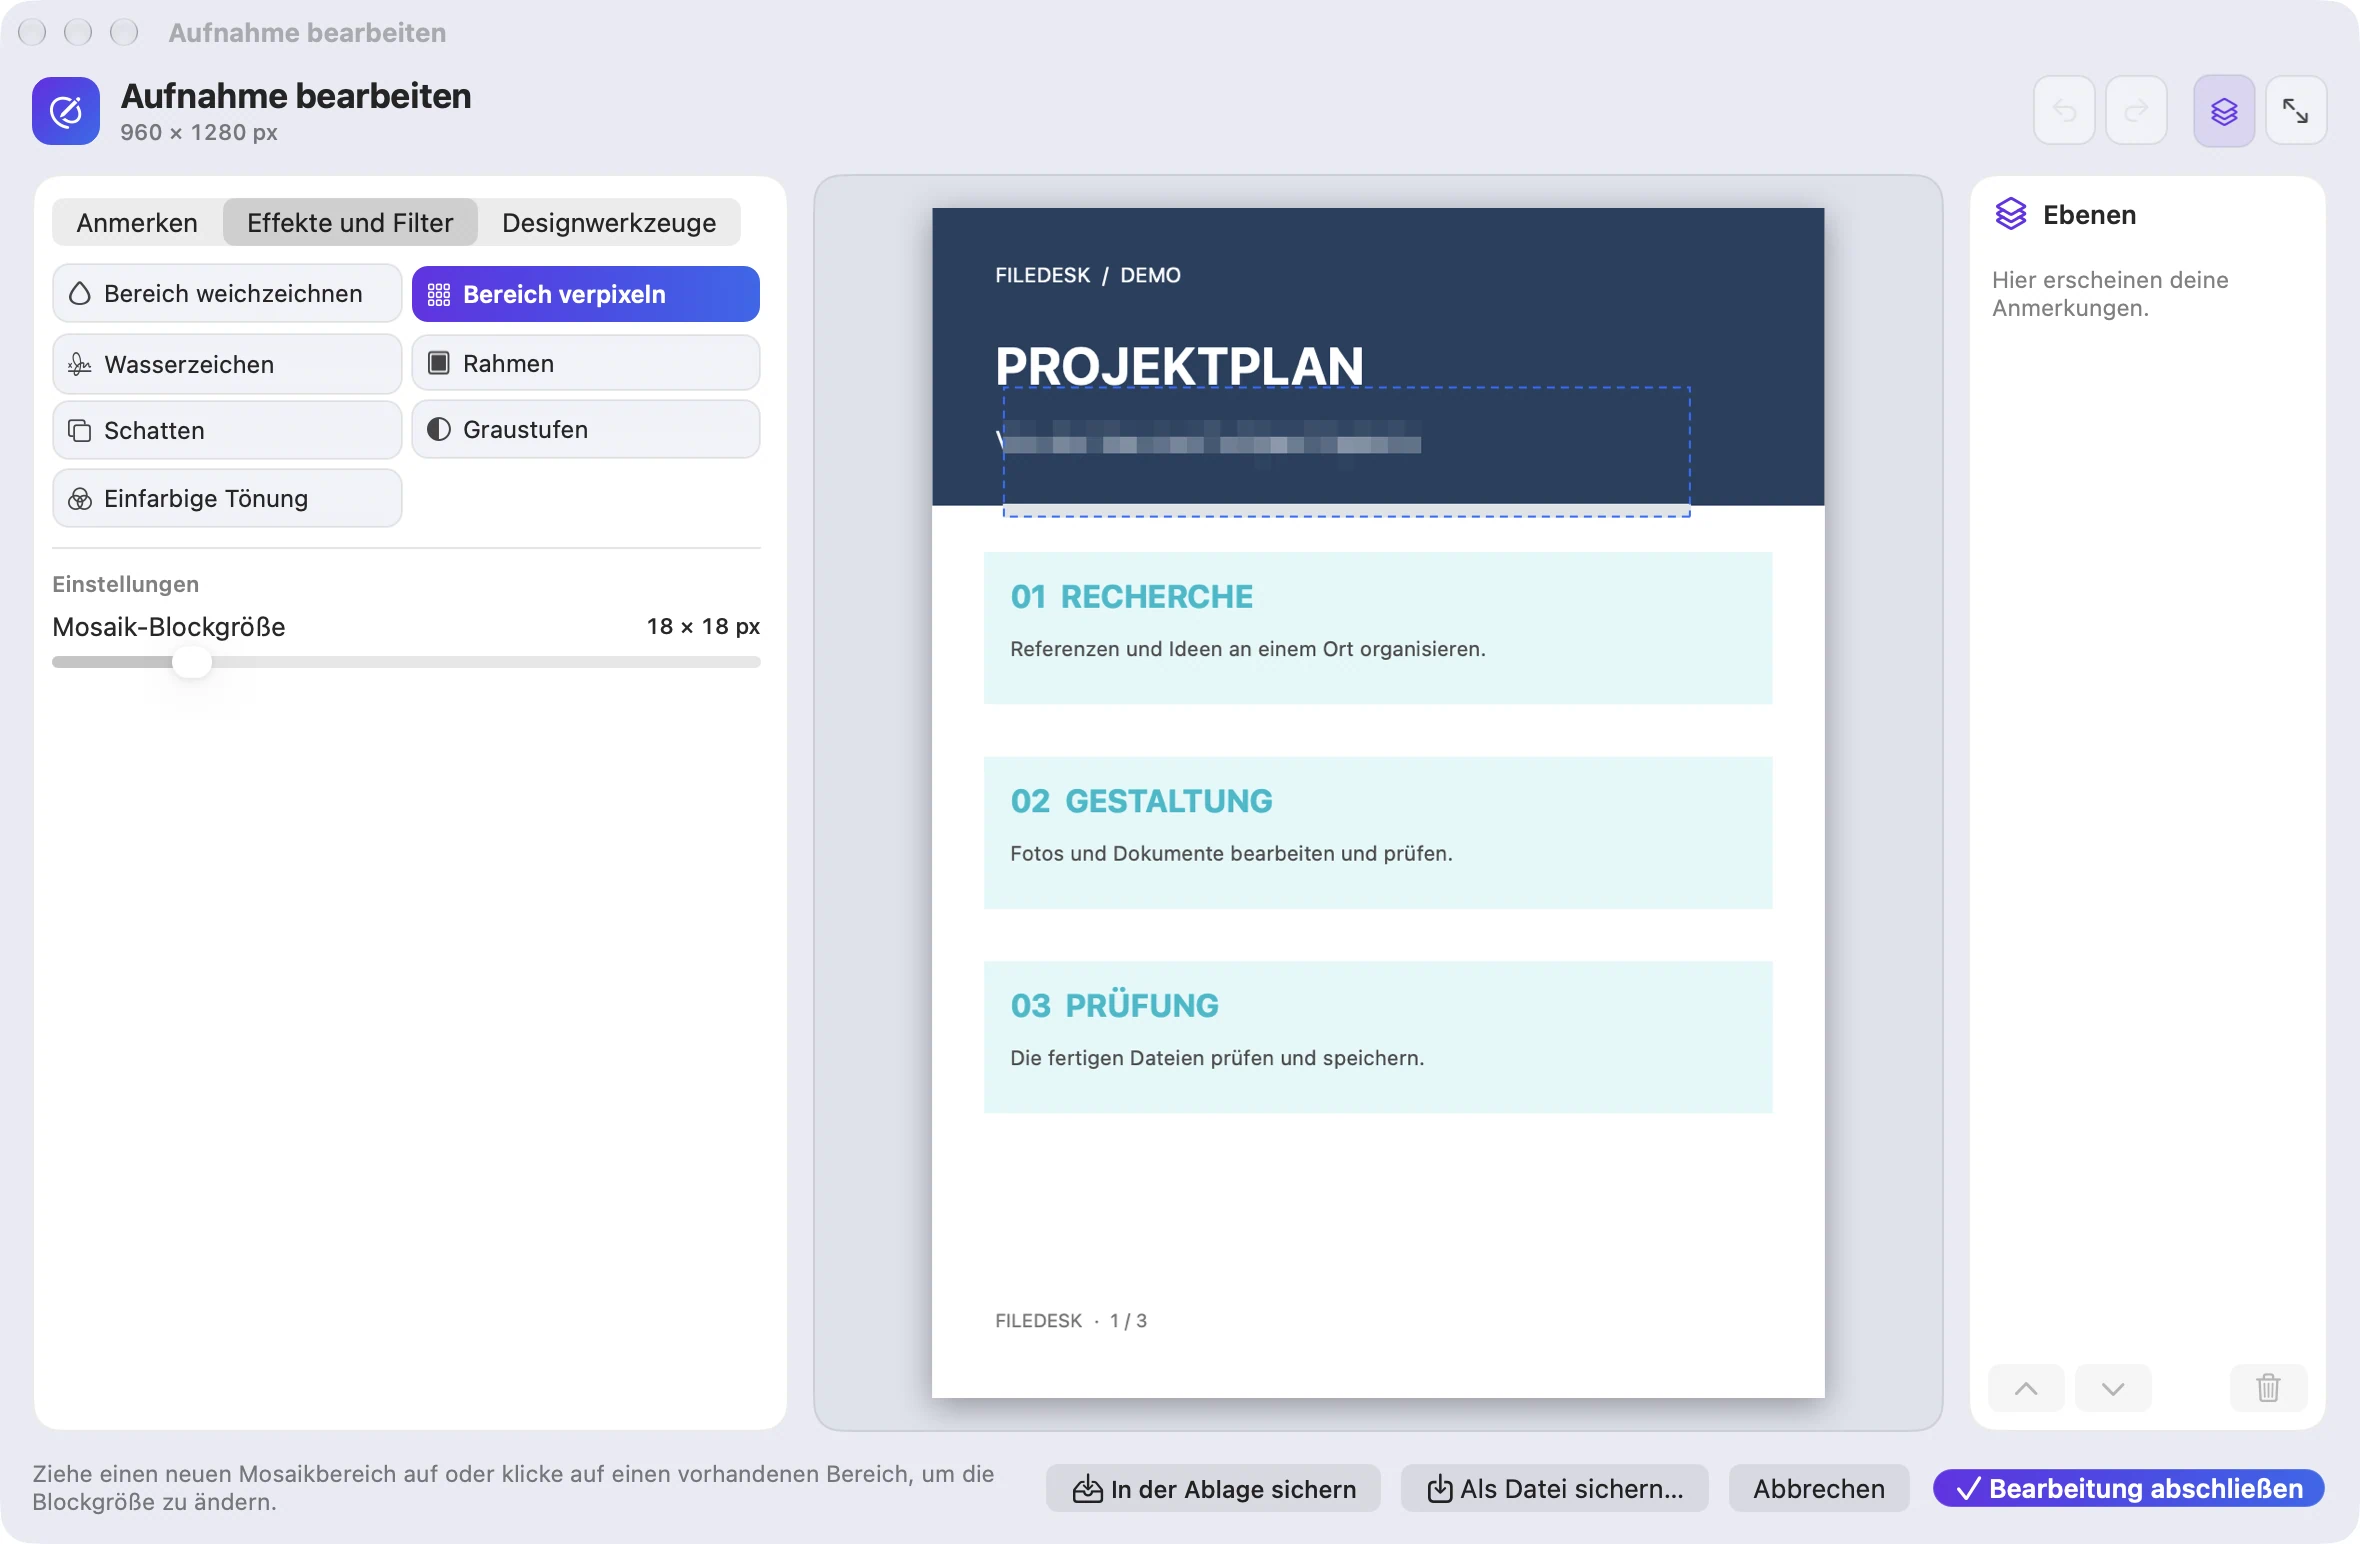 Aufnahme bearbeiten
Aufnahme bearbeiten
960 × 1280 px
Anmerken
Effekte und Filter
Designwerkzeuge
Bereich weichzeichnen
Bereich verpixeln
Wasserzeichen
Rahmen
Schatten
Graustufen
Einfarbige Tönung
Einstellungen
Mosaik-Blockgröße 18 × 18 px
FILEDESK / DEMO
PROJEKTPLAN
01 RECHERCHE
Referenzen und Ideen an einem Ort organisieren.
02 GESTALTUNG
Fotos und Dokumente bearbeiten und prüfen.
03 PRÜFUNG
Die fertigen Dateien prüfen und speichern.
FILEDESK · 1 / 3
Ebenen
Hier erscheinen deine
Anmerkungen.
Ziehe einen neuen Mosaikbereich auf oder klicke auf einen vorhandenen Bereich, um die
Blockgröße zu ändern.
In der Ablage sichern
Als Datei sichern...
Abbrechen
Bearbeitung abschließen